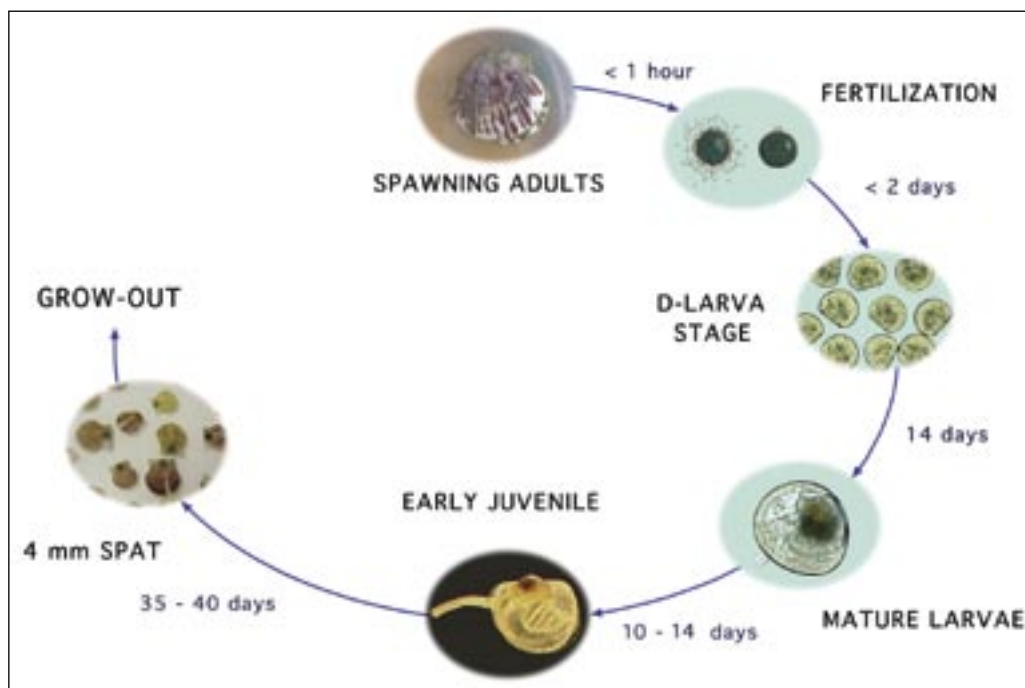 < 1 hour
FERTILIZATION
SPAWNING ADULTS
< 2 days
D-LARVA
STAGE
14 days
MATURE LARVAE
10 - 14 days
EARLY JUVENILE
35 - 40 days
4 mm SPAT
GROW-OUT